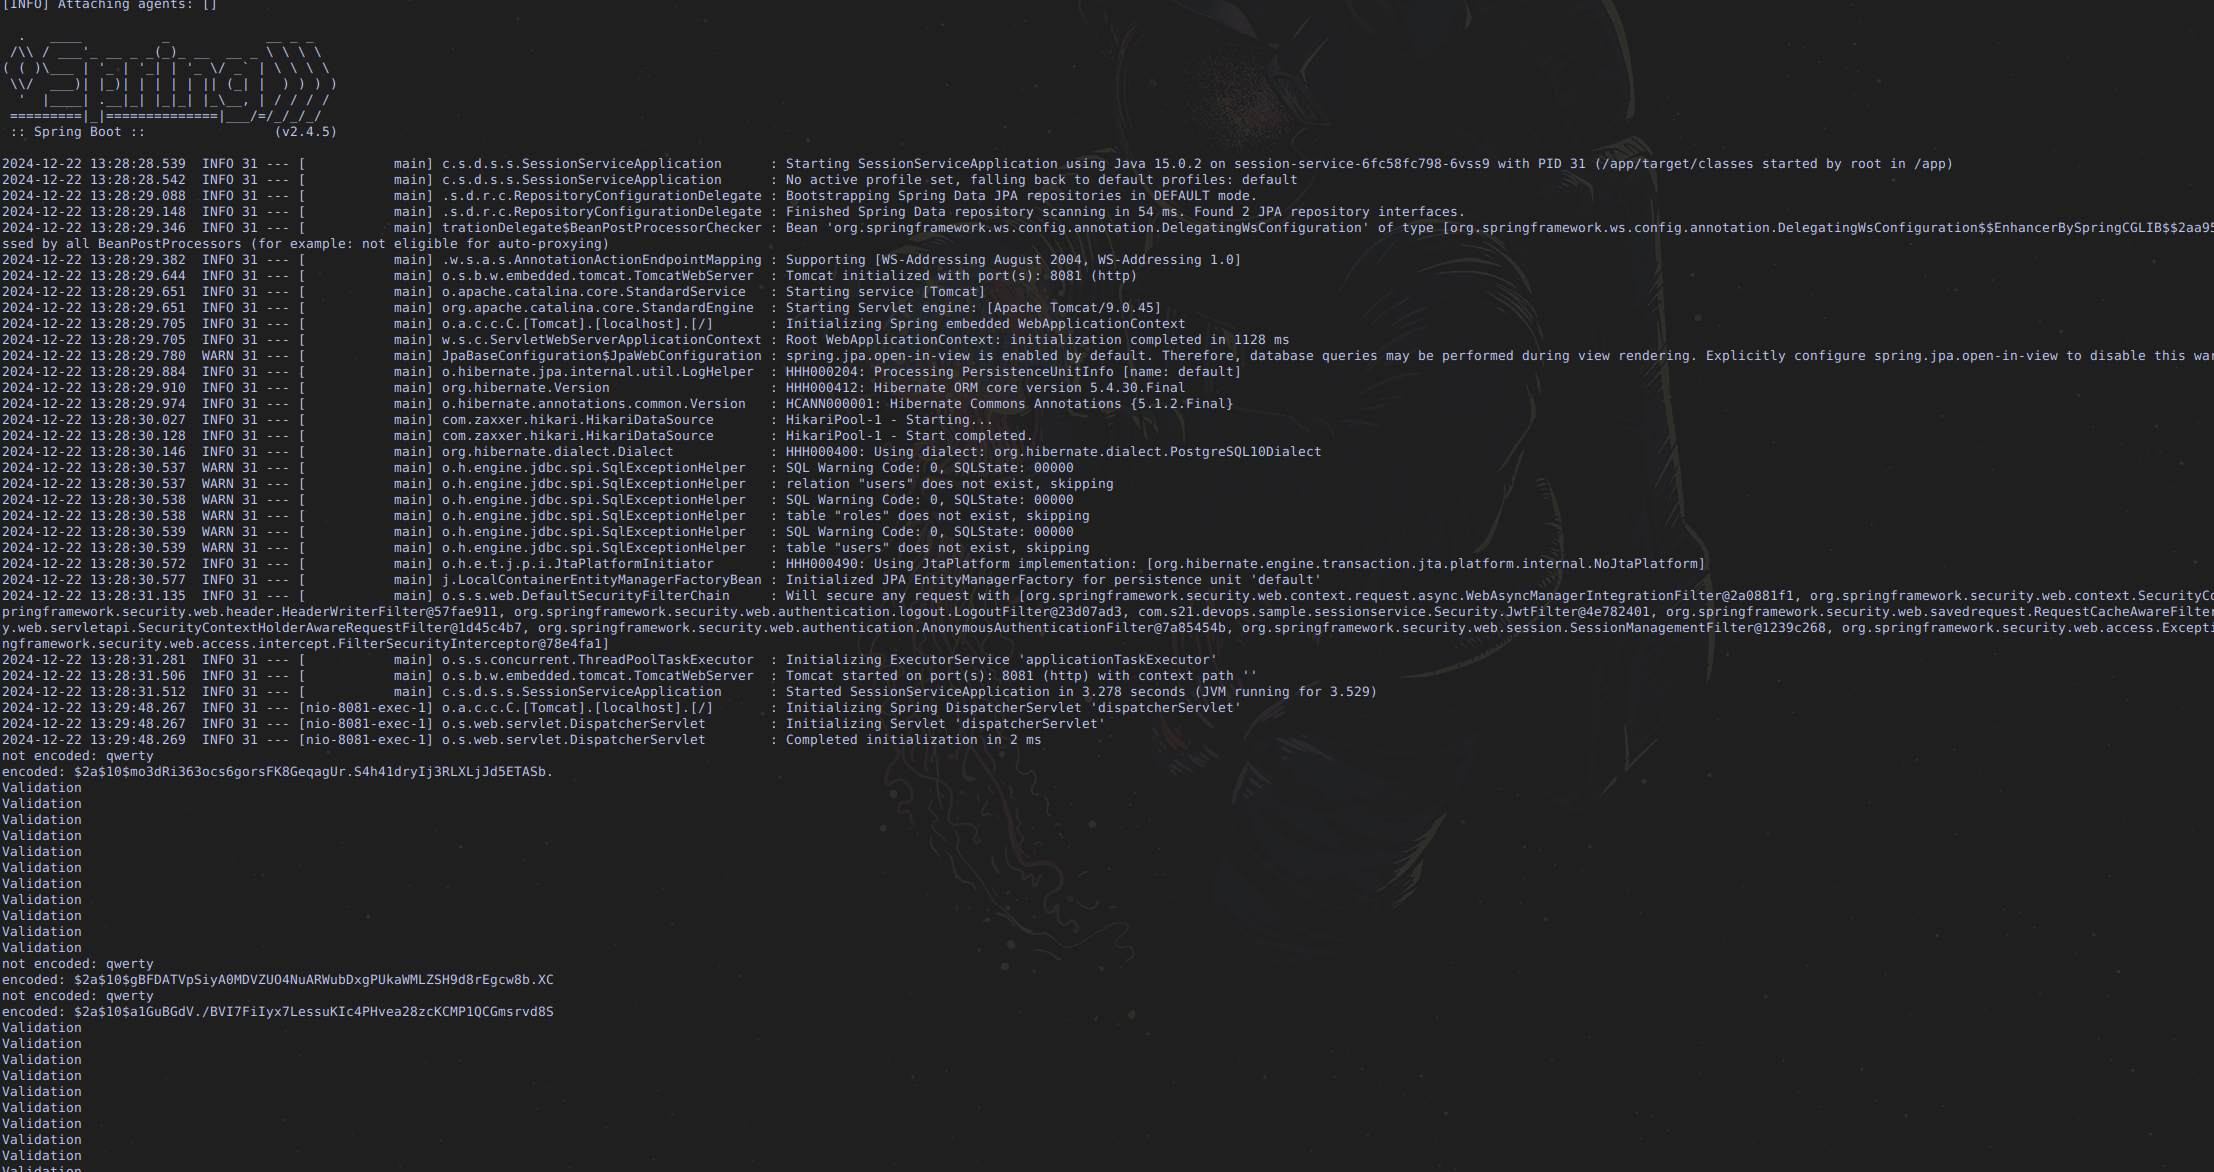 [INFO] Attaching agents: []
  .   ____          _            __ _ _
 /\\ / ___'_ __ _ _(_)_ __  __ _ \ \ \ \
( ( )\___ | '_ | '_| | '_ \/ _` | \ \ \ \
 \\/  ___)| |_)| | | | | || (_| |  ) ) ) )
  '  |____| .__|_| |_|_| |_\__, | / / / /
 =========|_|==============|___/=/_/_/_/
 :: Spring Boot ::                (v2.4.5)
2024-12-22 13:28:28.539  INFO 31 --- [           main] c.s.d.s.s.SessionServiceApplication      : Starting SessionServiceApplication using Java 15.0.2 on session-service-6fc58fc798-6vss9 with PID 31 (/app/target/classes started by root in /app)
2024-12-22 13:28:28.542  INFO 31 --- [           main] c.s.d.s.s.SessionServiceApplication      : No active profile set, falling back to default profiles: default
2024-12-22 13:28:29.088  INFO 31 --- [           main] .s.d.r.c.RepositoryConfigurationDelegate : Bootstrapping Spring Data JPA repositories in DEFAULT mode.
2024-12-22 13:28:29.148  INFO 31 --- [           main] .s.d.r.c.RepositoryConfigurationDelegate : Finished Spring Data repository scanning in 54 ms. Found 2 JPA repository interfaces.
2024-12-22 13:28:29.346  INFO 31 --- [           main] trationDelegate$BeanPostProcessorChecker : Bean 'org.springframework.ws.config.annotation.DelegatingWsConfiguration' of type [org.springframework.ws.config.annotation.DelegatingWsConfiguration$$EnhancerBySpringCGLIB$$2aa95
ssed by all BeanPostProcessors (for example: not eligible for auto-proxying)
2024-12-22 13:28:29.382  INFO 31 --- [           main] .w.s.a.s.AnnotationActionEndpointMapping : Supporting [WS-Addressing August 2004, WS-Addressing 1.0]
2024-12-22 13:28:29.644  INFO 31 --- [           main] o.s.b.w.embedded.tomcat.TomcatWebServer  : Tomcat initialized with port(s): 8081 (http)
2024-12-22 13:28:29.651  INFO 31 --- [           main] o.apache.catalina.core.StandardService   : Starting service [Tomcat]
2024-12-22 13:28:29.651  INFO 31 --- [           main] org.apache.catalina.core.StandardEngine  : Starting Servlet engine: [Apache Tomcat/9.0.45]
2024-12-22 13:28:29.705  INFO 31 --- [           main] o.a.c.c.C.[Tomcat].[localhost].[/]       : Initializing Spring embedded WebApplicationContext
2024-12-22 13:28:29.705  INFO 31 --- [           main] w.s.c.ServletWebServerApplicationContext : Root WebApplicationContext: initialization completed in 1128 ms
2024-12-22 13:28:29.780  WARN 31 --- [           main] JpaBaseConfiguration$JpaWebConfiguration : spring.jpa.open-in-view is enabled by default. Therefore, database queries may be performed during view rendering. Explicitly configure spring.jpa.open-in-view to disable this war
2024-12-22 13:28:29.884  INFO 31 --- [           main] o.hibernate.jpa.internal.util.LogHelper  : HHH000204: Processing PersistenceUnitInfo [name: default]
2024-12-22 13:28:29.910  INFO 31 --- [           main] org.hibernate.Version                    : HHH000412: Hibernate ORM core version 5.4.30.Final
2024-12-22 13:28:29.974  INFO 31 --- [           main] o.hibernate.annotations.common.Version   : HCANN000001: Hibernate Commons Annotations {5.1.2.Final}
2024-12-22 13:28:30.027  INFO 31 --- [           main] com.zaxxer.hikari.HikariDataSource       : HikariPool-1 - Starting...
2024-12-22 13:28:30.128  INFO 31 --- [           main] com.zaxxer.hikari.HikariDataSource       : HikariPool-1 - Start completed.
2024-12-22 13:28:30.146  INFO 31 --- [           main] org.hibernate.dialect.Dialect            : HHH000400: Using dialect: org.hibernate.dialect.PostgreSQL10Dialect
2024-12-22 13:28:30.537  WARN 31 --- [           main] o.h.engine.jdbc.spi.SqlExceptionHelper   : SQL Warning Code: 0, SQLState: 00000
2024-12-22 13:28:30.537  WARN 31 --- [           main] o.h.engine.jdbc.spi.SqlExceptionHelper   : relation "users" does not exist, skipping
2024-12-22 13:28:30.538  WARN 31 --- [           main] o.h.engine.jdbc.spi.SqlExceptionHelper   : SQL Warning Code: 0, SQLState: 00000
2024-12-22 13:28:30.538  WARN 31 --- [           main] o.h.engine.jdbc.spi.SqlExceptionHelper   : table "roles" does not exist, skipping
2024-12-22 13:28:30.539  WARN 31 --- [           main] o.h.engine.jdbc.spi.SqlExceptionHelper   : SQL Warning Code: 0, SQLState: 00000
2024-12-22 13:28:30.539  WARN 31 --- [           main] o.h.engine.jdbc.spi.SqlExceptionHelper   : table "users" does not exist, skipping
2024-12-22 13:28:30.572  INFO 31 --- [           main] o.h.e.t.j.p.i.JtaPlatformInitiator       : HHH000490: Using JtaPlatform implementation: [org.hibernate.engine.transaction.jta.platform.internal.NoJtaPlatform]
2024-12-22 13:28:30.577  INFO 31 --- [           main] j.LocalContainerEntityManagerFactoryBean : Initialized JPA EntityManagerFactory for persistence unit 'default'
2024-12-22 13:28:31.135  INFO 31 --- [           main] o.s.s.web.DefaultSecurityFilterChain     : Will secure any request with [org.springframework.security.web.context.request.async.WebAsyncManagerIntegrationFilter@2a0881f1, org.springframework.security.web.context.SecurityCo
pringframework.security.web.header.HeaderWriterFilter@57fae911, org.springframework.security.web.authentication.logout.LogoutFilter@23d07ad3, com.s21.devops.sample.sessionservice.Security.JwtFilter@4e782401, org.springframework.security.web.savedrequest.RequestCacheAwareFilter
y.web.servletapi.SecurityContextHolderAwareRequestFilter@1d45c4b7, org.springframework.security.web.authentication.AnonymousAuthenticationFilter@7a85454b, org.springframework.security.web.session.SessionManagementFilter@1239c268, org.springframework.security.web.access.Excepti
ngframework.security.web.access.intercept.FilterSecurityInterceptor@78e4fa1]
2024-12-22 13:28:31.281  INFO 31 --- [           main] o.s.s.concurrent.ThreadPoolTaskExecutor  : Initializing ExecutorService 'applicationTaskExecutor'
2024-12-22 13:28:31.506  INFO 31 --- [           main] o.s.b.w.embedded.tomcat.TomcatWebServer  : Tomcat started on port(s): 8081 (http) with context path ''
2024-12-22 13:28:31.512  INFO 31 --- [           main] c.s.d.s.s.SessionServiceApplication      : Started SessionServiceApplication in 3.278 seconds (JVM running for 3.529)
2024-12-22 13:29:48.267  INFO 31 --- [nio-8081-exec-1] o.a.c.c.C.[Tomcat].[localhost].[/]       : Initializing Spring DispatcherServlet 'dispatcherServlet'
2024-12-22 13:29:48.267  INFO 31 --- [nio-8081-exec-1] o.s.web.servlet.DispatcherServlet        : Initializing Servlet 'dispatcherServlet'
2024-12-22 13:29:48.269  INFO 31 --- [nio-8081-exec-1] o.s.web.servlet.DispatcherServlet        : Completed initialization in 2 ms
not encoded: qwerty
encoded: $2a$10$mo3dRi363ocs6gorsFK8GeqagUr.S4h41dryIj3RLXLjJd5ETASb.
Validation
Validation
Validation
Validation
Validation
Validation
Validation
Validation
Validation
Validation
Validation
not encoded: qwerty
encoded: $2a$10$gBFDATVpSiyA0MDVZUO4NuARWubDxgPUkaWMLZSH9d8rEgcw8b.XC
not encoded: qwerty
encoded: $2a$10$a1GuBGdV./BVI7FiIyx7LessuKIc4PHvea28zcKCMP1QCGmsrvd8S
Validation
Validation
Validation
Validation
Validation
Validation
Validation
Validation
Validation
Validation